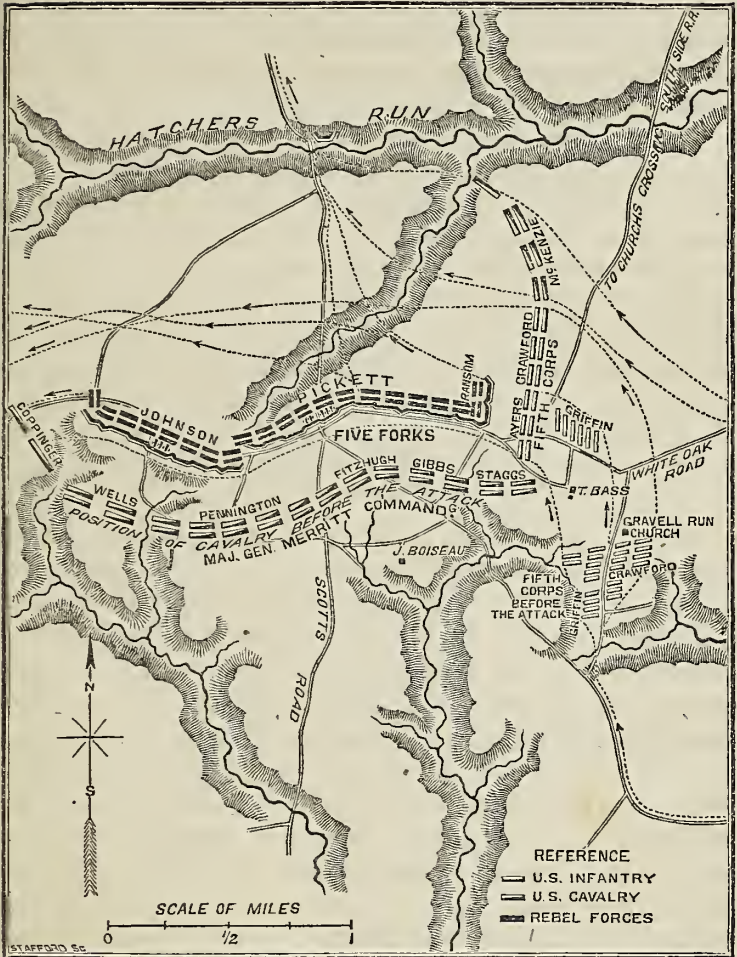 HATCHERS RUN
SOUTH SIDE R.R.
TO CHURCHS CROSSING
McKENZIE
CRAWFORD
AYERS
FIFTH CORPS
GRIFFIN
RANSOM
PICKETT
JOHNSON
COPPINGER
FIVE FORKS
WHITE OAK
ROAD
BT. BASS
WELLS
PENNINGTON
FITZHUGH
GIBBS
STAGGS
POSITION OF CAVALRY BEFORE THE ATTACK
MAJ. GEN. MERRITT COMMANDG
J. BOISEAU
GRAVELL RUN
CHURCH
CRAWFORD
FIFTH
CORPS
BEFORE
THE ATTACK
GRIFFIN
SCOTTS ROAD
N
S
REFERENCE
U.S. INFANTRY
U.S. CAVALRY
REBEL FORCES
SCALE OF MILES
0 1/2 1
STAFFORD SC